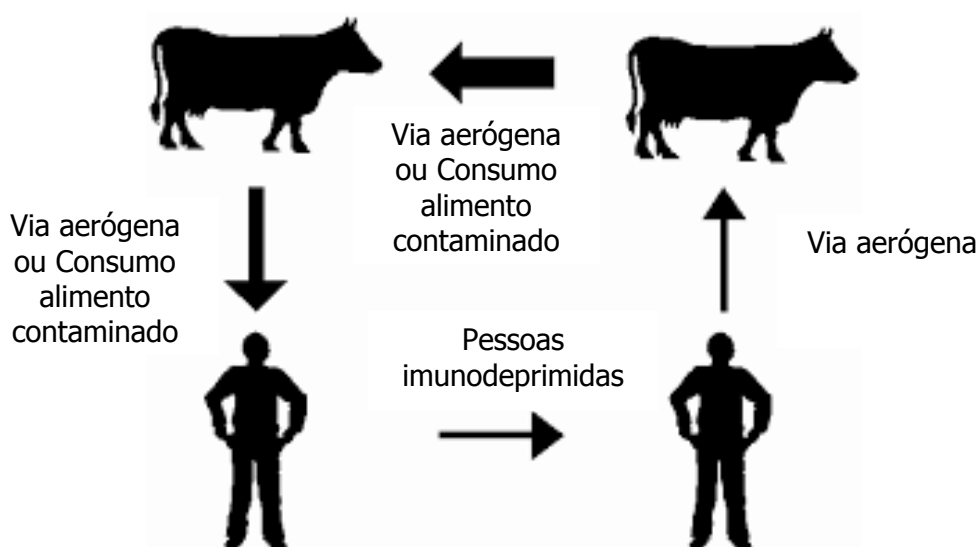 Via aerógena
ou Consumo
alimento
contaminado
Via aerógena
ou Consumo
alimento
contaminado
Via aerógena
Pessoas
imunodeprimidas